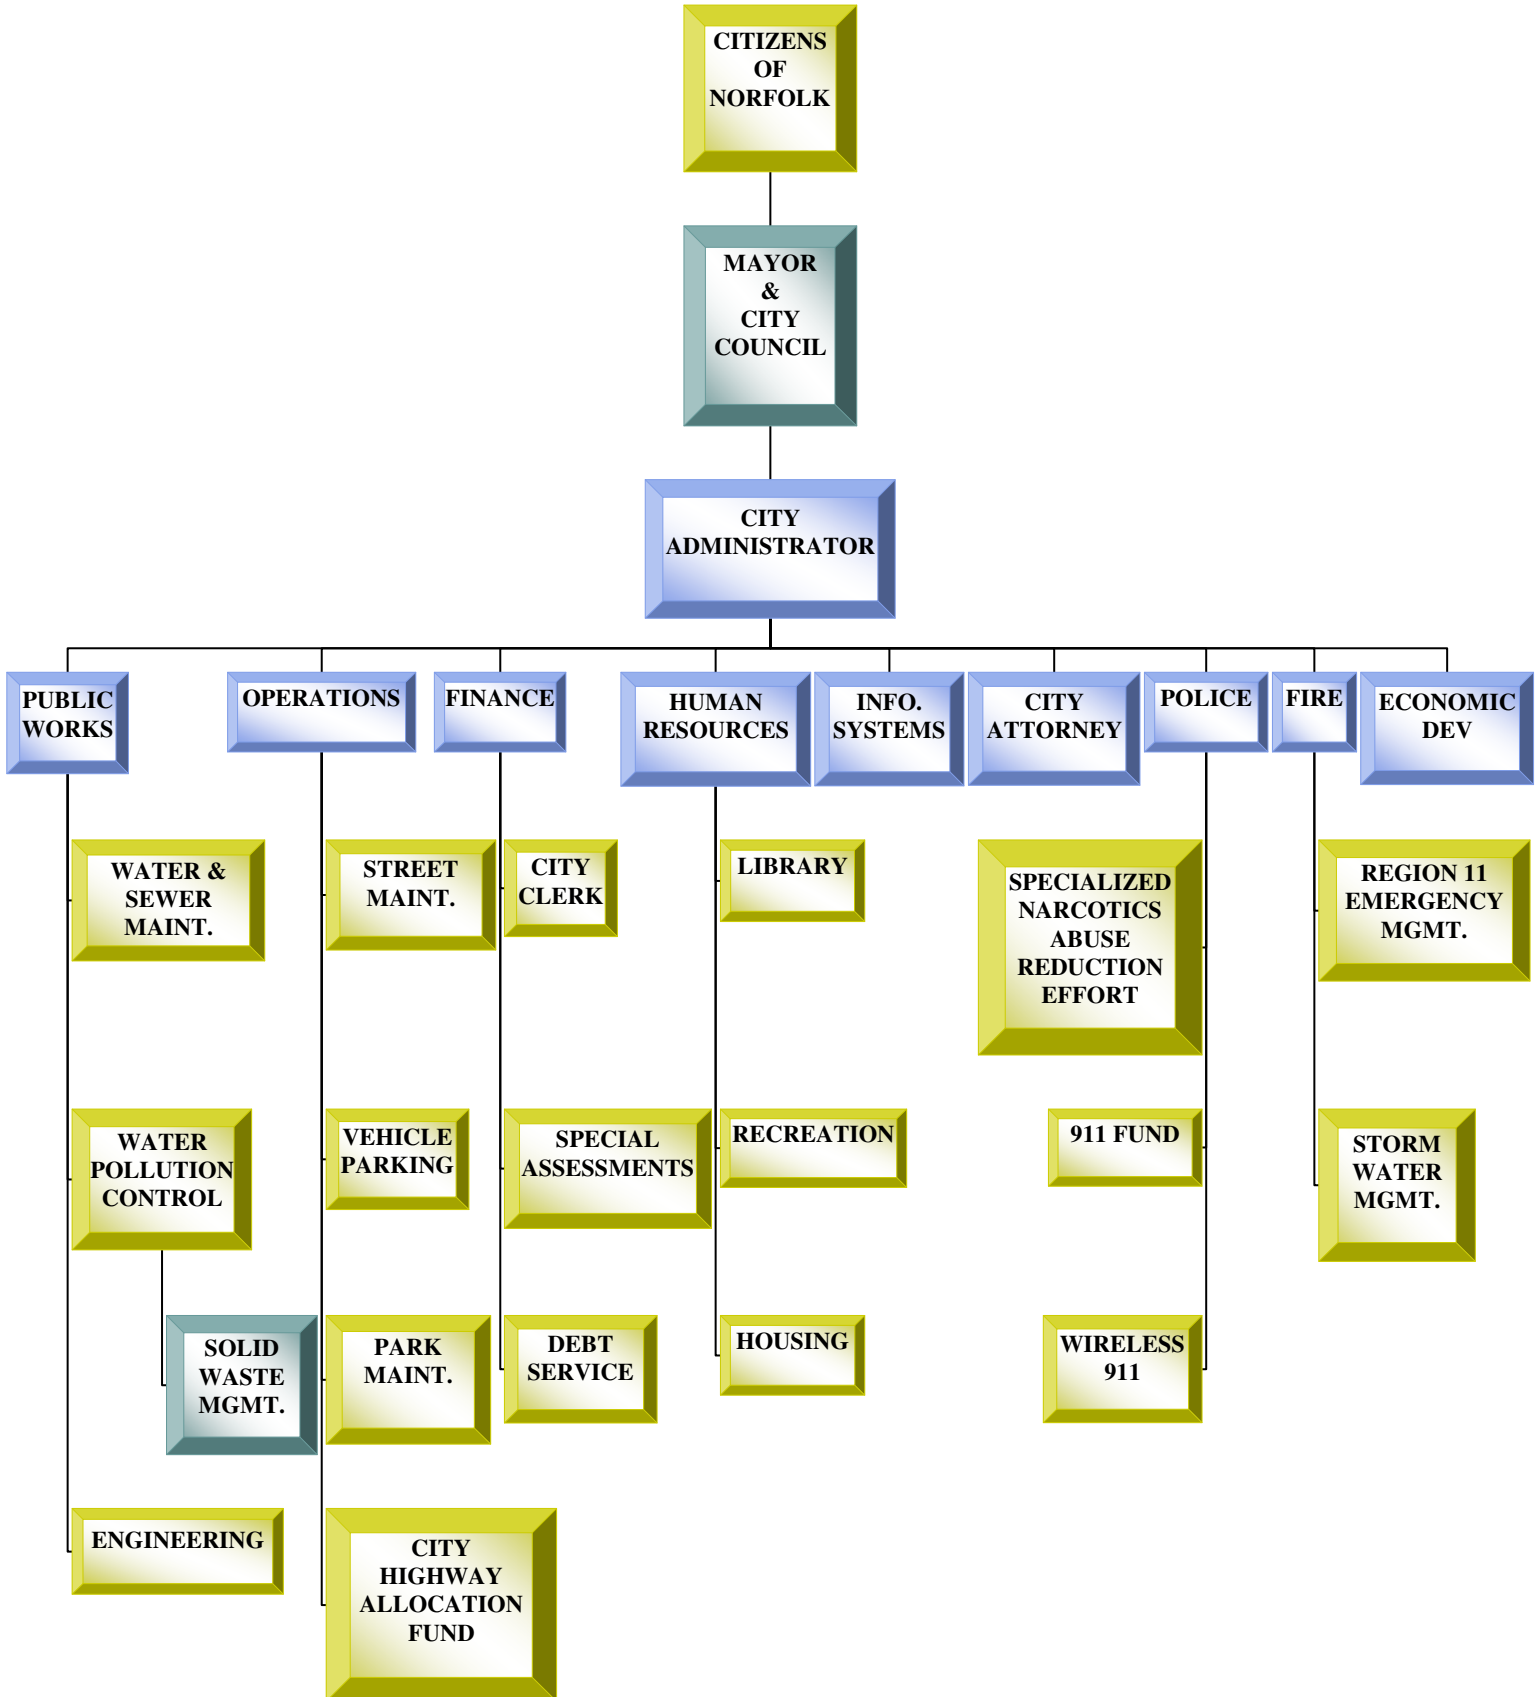 CITIZENS
OF
NORFOLK
MAYOR
&
CITY
COUNCIL
CITY
ADMINISTRATOR
PUBLIC
WORKS
OPERATIONS
FINANCE
HUMAN
RESOURCES
INFO.
SYSTEMS
CITY
ATTORNEY
POLICE
FIRE
ECONOMIC
DEV
WATER &
SEWER
MAINT.
STREET
MAINT.
CITY
CLERK
LIBRARY
SPECIALIZED
NARCOTICS
ABUSE
REDUCTION
EFFORT
REGION 11
EMERGENCY
MGMT.
WATER
POLLUTION
CONTROL
VEHICLE
PARKING
SPECIAL
ASSESSMENTS
RECREATION
911 FUND
STORM
WATER
MGMT.
SOLID
WASTE
MGMT.
PARK
MAINT.
DEBT
SERVICE
HOUSING
WIRELESS
911
ENGINEERING
CITY
HIGHWAY
ALLOCATION
FUND